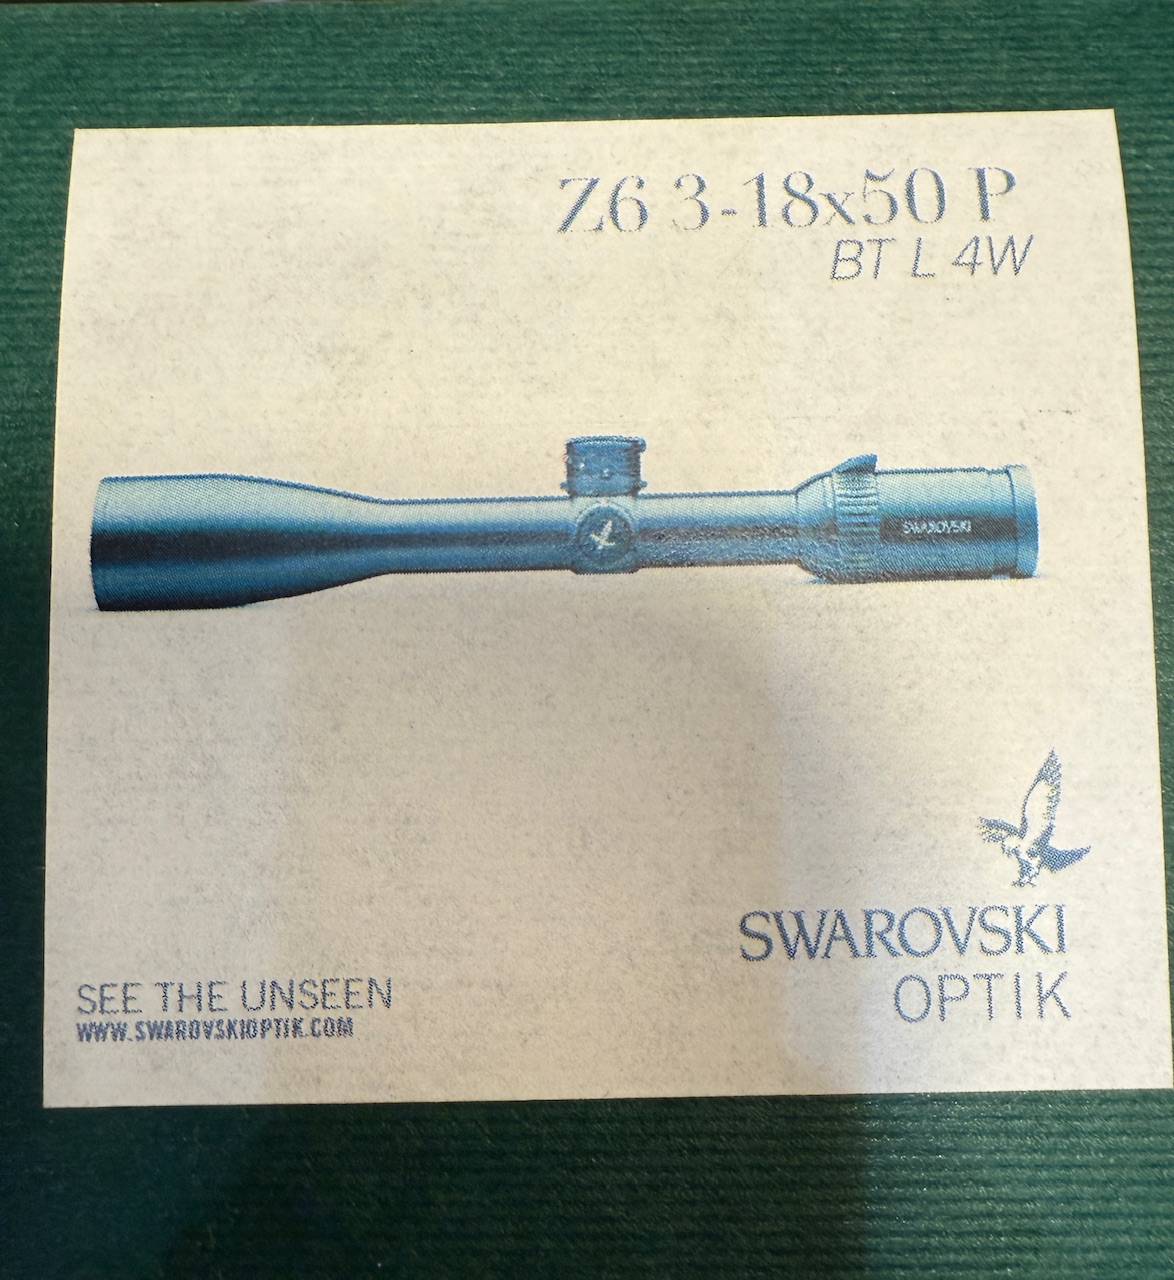 Z6 3-18x50 P
BT L 4W
SWAROVSKI
SWAROVSKI
OPTIK
SEE THE UNSEEN
WWW.SWAROVSKIOPTIK.COM